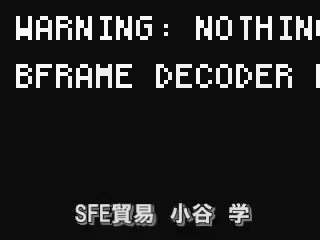 WARNING: NOTHIN
BFRAME DECODER
SFE貿易 小谷 学